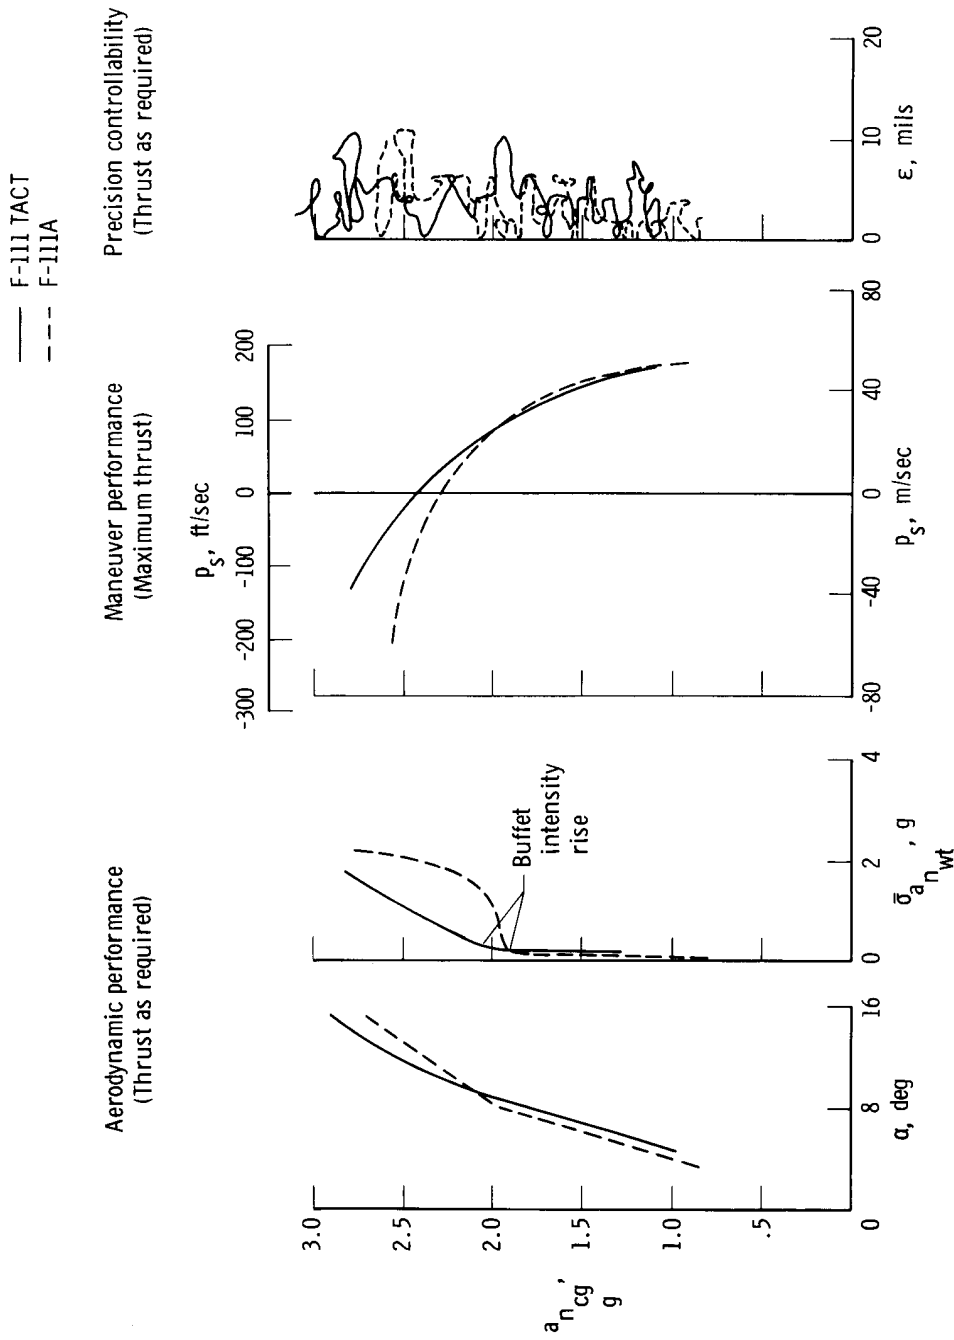 F-111 TACT
F-111A
Aerodynamic performance
(Thrust as required)
Maneuver performance
(Maximum thrust)
Precision controllability
(Thrust as required)
p_s, ft/sec
-300 -200 -100 0 100 200
3.0
2.5
2.0
1.5
1.0
.5
0
a_n_cg,
g
Buffet
intensity
rise
8 16
α, deg
0 2 4
σ̄_a_n_wt, g
-80 -40 0 40 80
p_s, m/sec
0 10 20
ε, mils